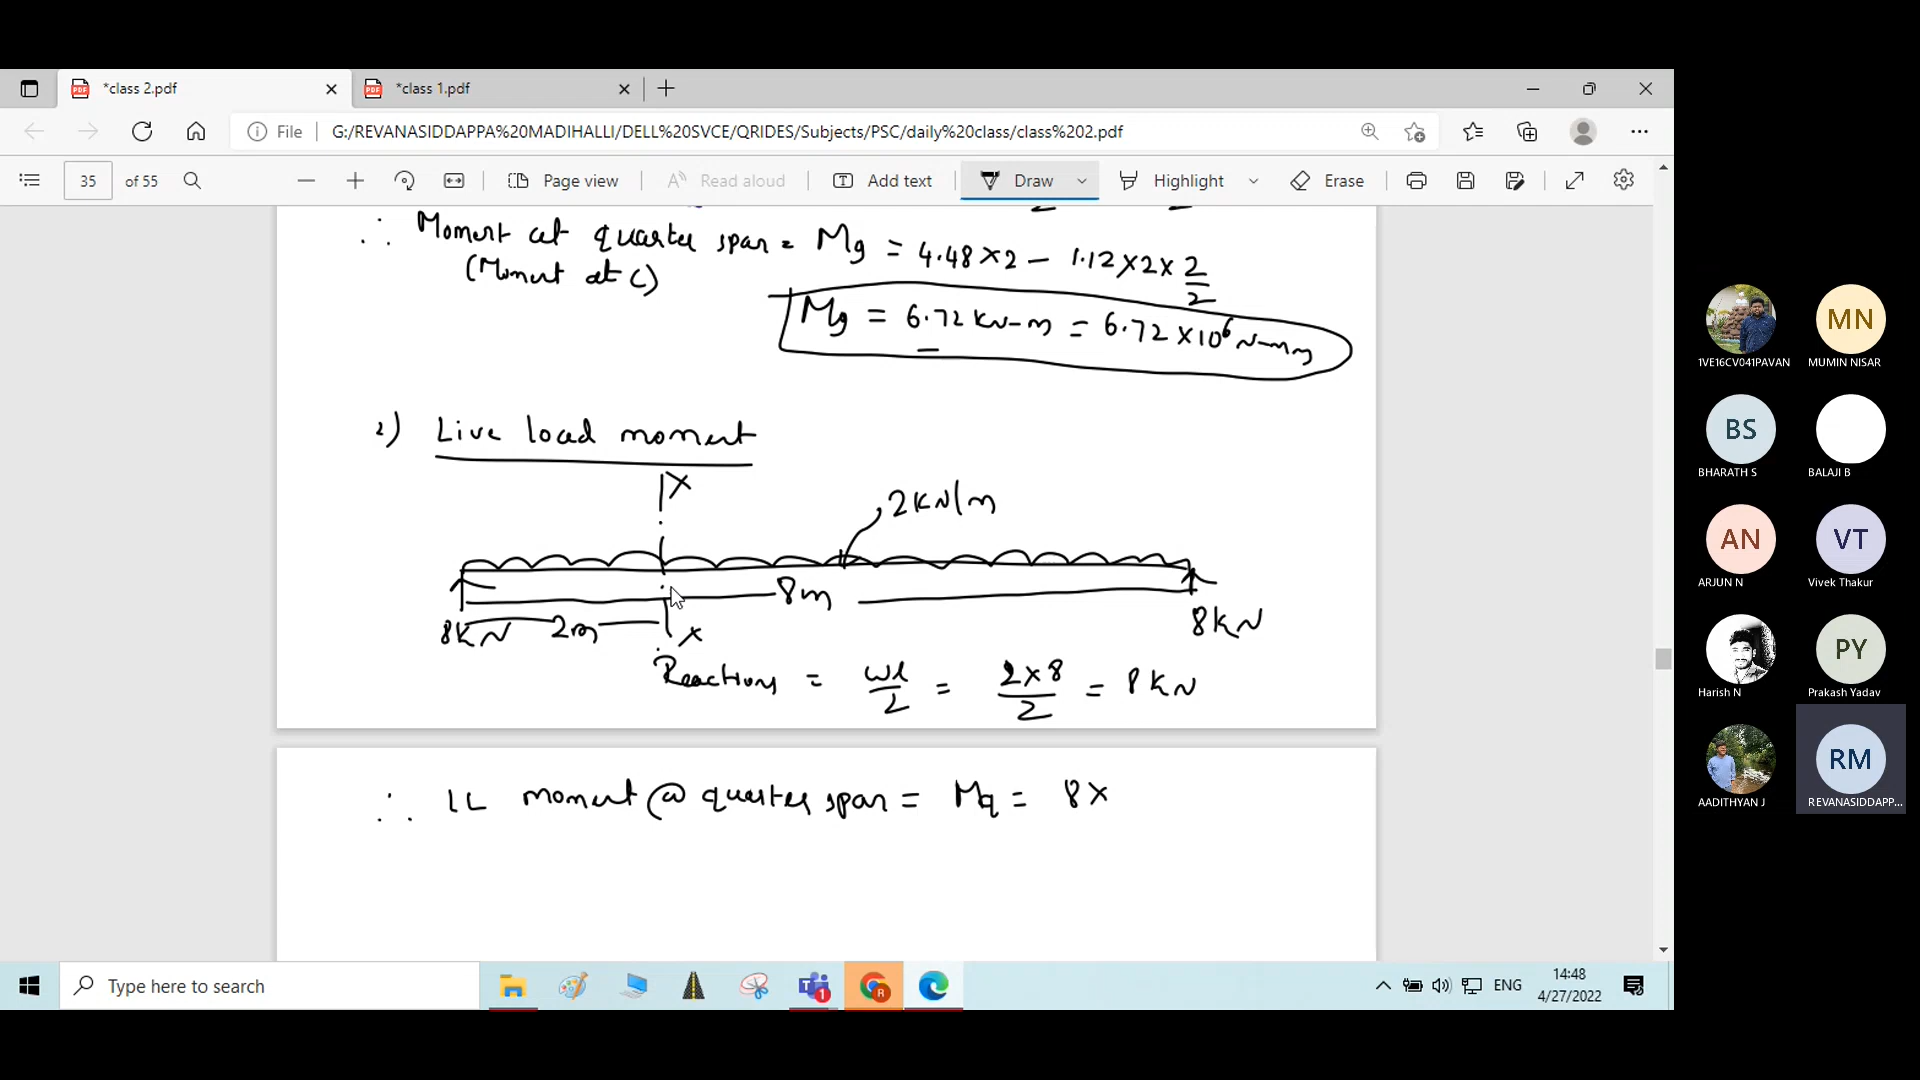 *class 2.pdf
*class 1.pdf
File
G:/REVANASIDDAPPA%20MADIHALLI/DELL%20SVCE/QRIDES/Subjects/PSC/daily%20class/class%202.pdf
35 of 55
Page view
Read aloud
Add text
Draw
Highlight
Erase
∴ Moment at quarter span = Mg = 4.48×2 – 1.12×2×2/2
(Moment at C)
Mg = 6.72 kN-m = 6.72×10⁶ N-mm
2) Live load moment
X
2KN/m
8m
8KN
2m
X
8KN
Reactions = wl/2 = 2×8/2 = 8KN
∴ LL moment @ quarter span = Mq = 8×
1VE16CV041PAVAN
MN
MUMIN NISAR
BS
BHARATH S
BALAJI B
AN
ARJUN N
VT
Vivek Thakur
Harish N
PY
Prakash Yadav
AADITHYAN J
RM
REVANASIDDAPP...
Type here to search
1
R
ENG
14:48
4/27/2022